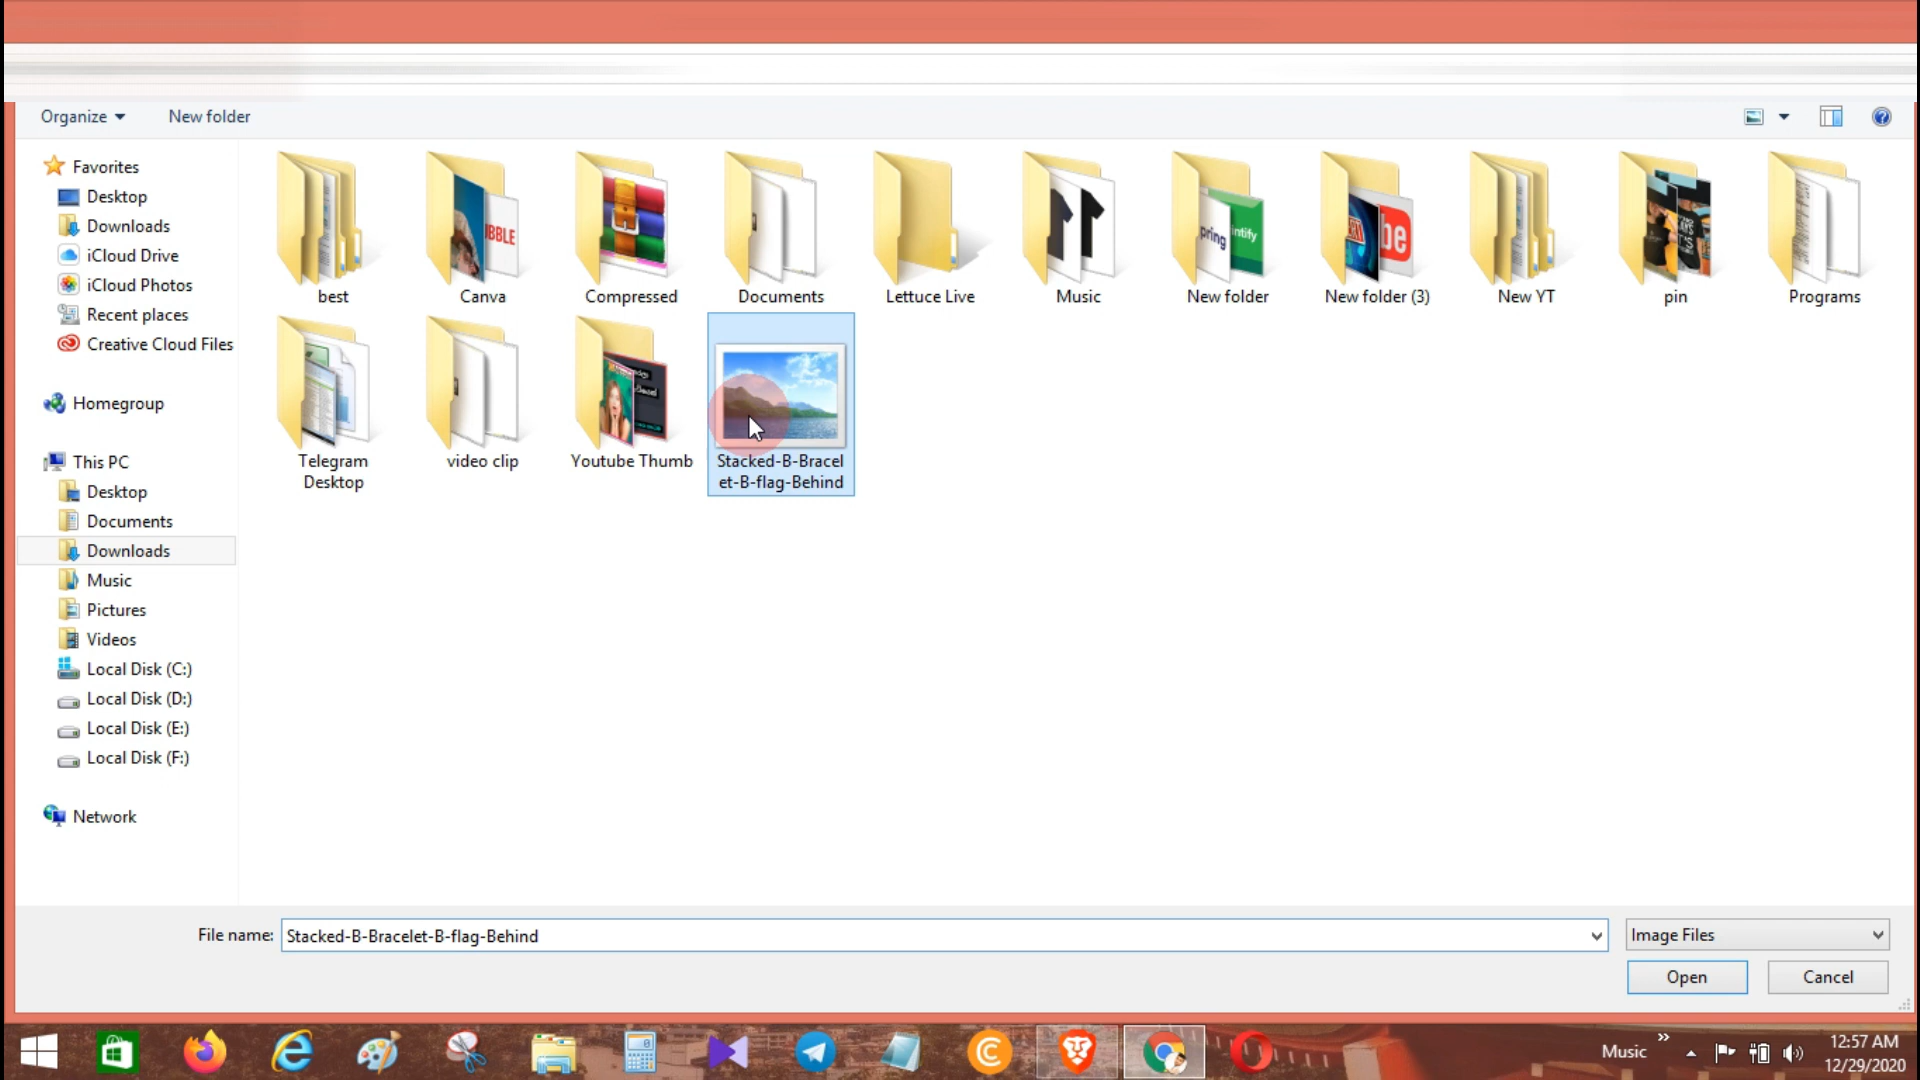 Organize
New folder
Favorites
Desktop
Downloads
iCloud Drive
iCloud Photos
Recent places
Creative Cloud Files
Homegroup
This PC
Desktop
Documents
Downloads
Music
Pictures
Videos
Local Disk (C:)
Local Disk (D:)
Local Disk (E:)
Local Disk (F:)
Network
UBBLE
pring
intify
be
best
Canva
Compressed
Documents
Lettuce Live
Music
New folder
New folder (3)
New YT
pin
Programs
Telegram
Desktop
video clip
Youtube Thumb
Stacked-B-Bracel
et-B-flag-Behind
File name:
Stacked-B-Bracelet-B-flag-Behind
Image Files
Open
Cancel
Music
12:57 AM
12/29/2020